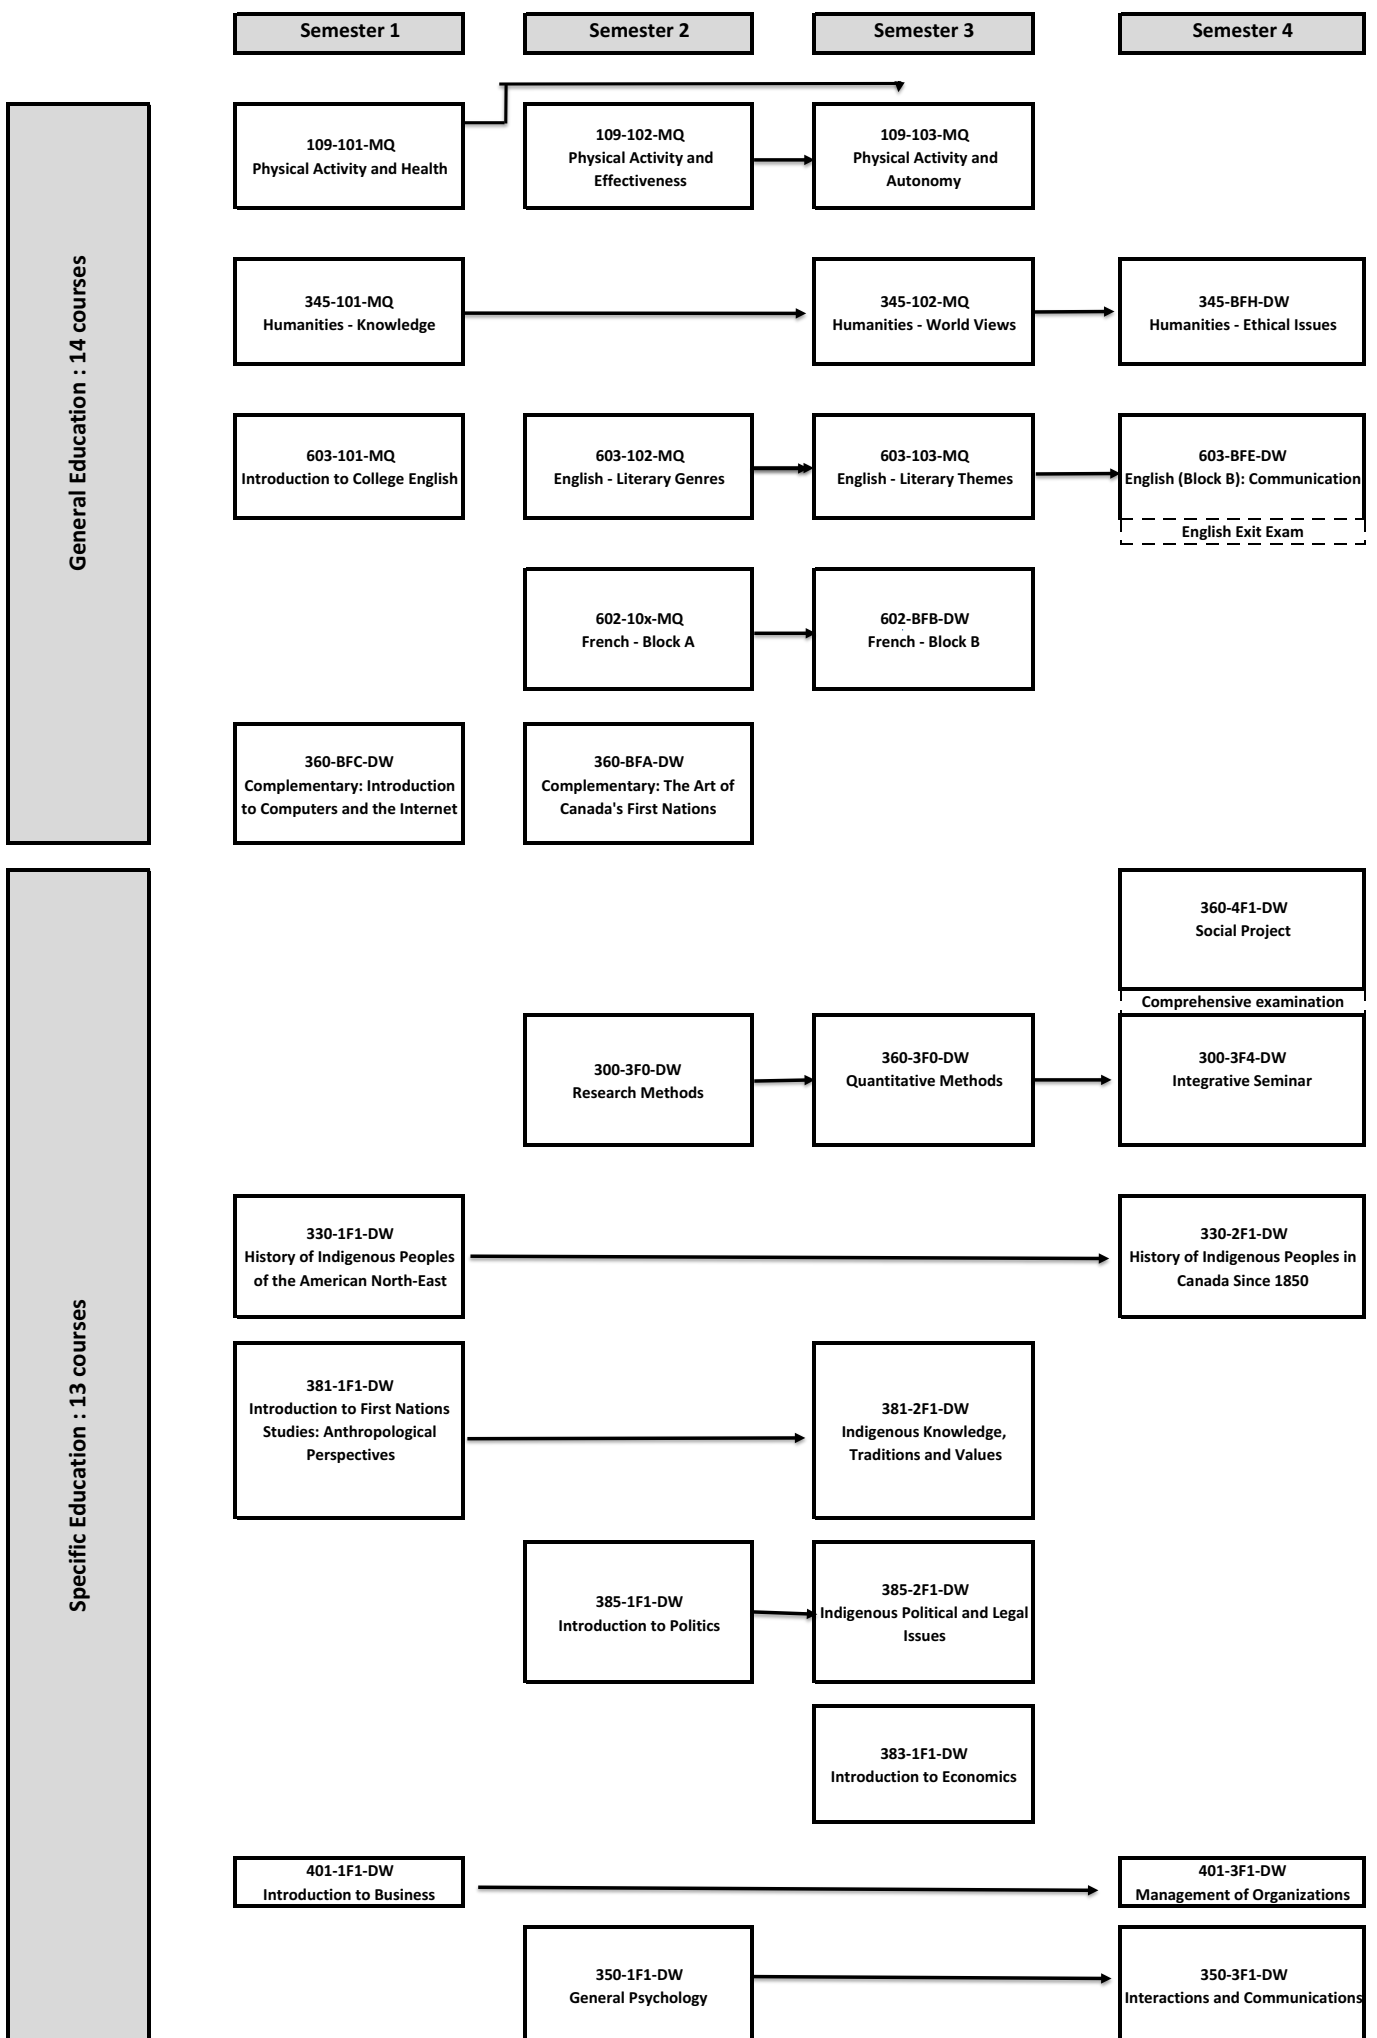 Semester 1
Semester 2
Semester 3
Semester 4
General Education : 14 courses
109-101-MQ
Physical Activity and Health
109-102-MQ
Physical Activity and
Effectiveness
109-103-MQ
Physical Activity and
Autonomy
345-101-MQ
Humanities - Knowledge
345-102-MQ
Humanities - World Views
345-BFH-DW
Humanities - Ethical Issues
603-101-MQ
Introduction to College English
603-102-MQ
English - Literary Genres
603-103-MQ
English - Literary Themes
603-BFE-DW
English (Block B): Communication
English Exit Exam
602-10x-MQ
French - Block A
602-BFB-DW
French - Block B
360-BFC-DW
Complementary: Introduction
to Computers and the Internet
360-BFA-DW
Complementary: The Art of
Canada's First Nations
Specific Education : 13 courses
360-4F1-DW
Social Project
Comprehensive examination
300-3F0-DW
Research Methods
360-3F0-DW
Quantitative Methods
300-3F4-DW
Integrative Seminar
330-1F1-DW
History of Indigenous Peoples
of the American North-East
330-2F1-DW
History of Indigenous Peoples in
Canada Since 1850
381-1F1-DW
Introduction to First Nations
Studies: Anthropological
Perspectives
381-2F1-DW
Indigenous Knowledge,
Traditions and Values
385-1F1-DW
Introduction to Politics
385-2F1-DW
Indigenous Political and Legal
Issues
383-1F1-DW
Introduction to Economics
401-1F1-DW
Introduction to Business
401-3F1-DW
Management of Organizations
350-1F1-DW
General Psychology
350-3F1-DW
Interactions and Communications